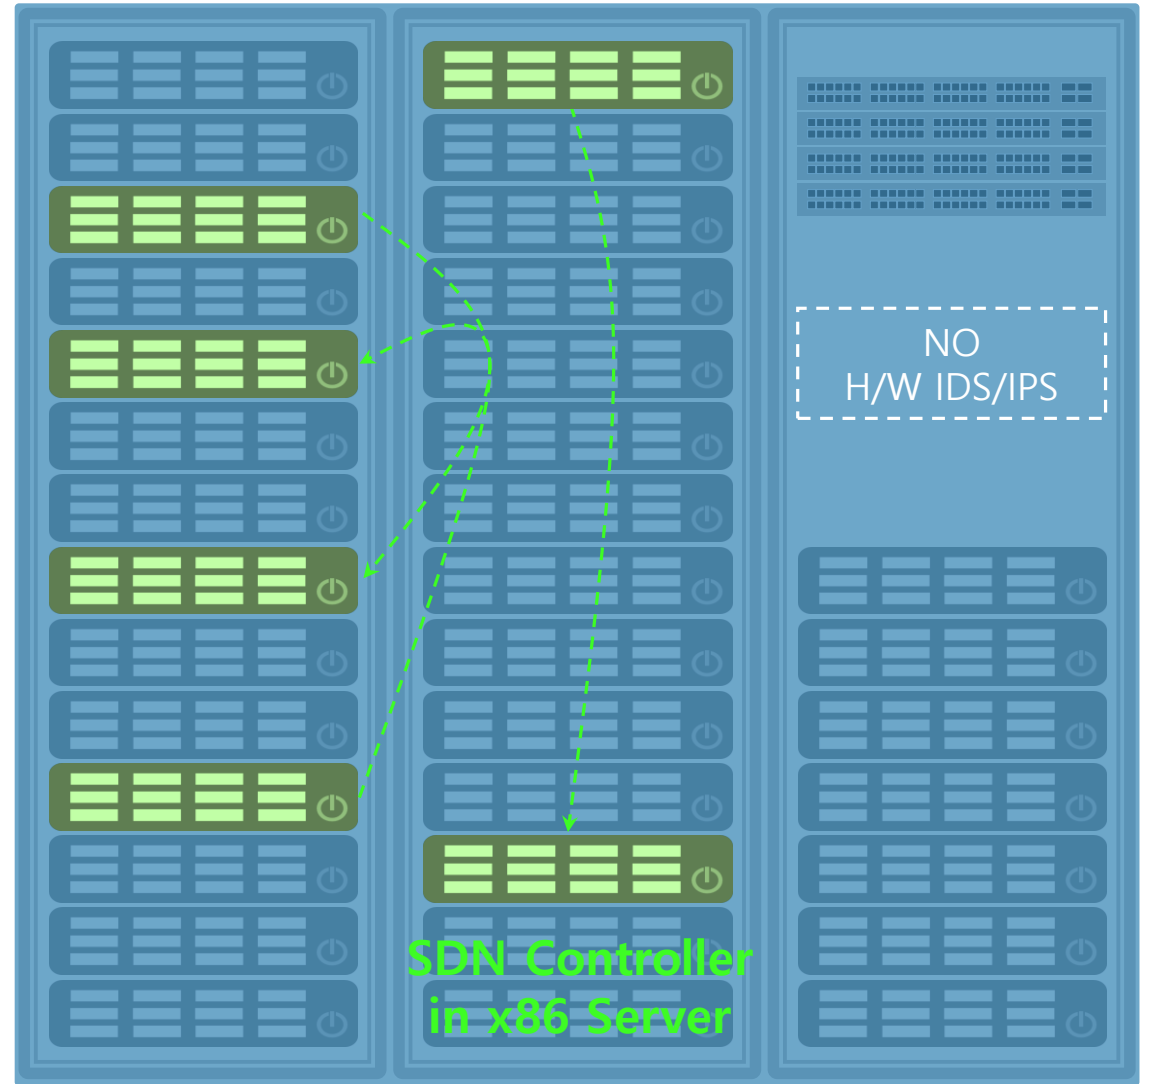 NO
H/W IDS/IPS
SDN Controller
in x86 Server